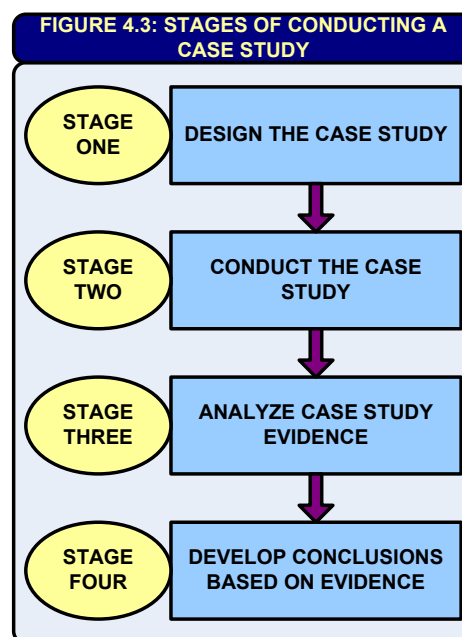 FIGURE 4.3: STAGES OF CONDUCTING A
CASE STUDY
STAGE
ONE
DESIGN THE CASE STUDY
STAGE
TWO
CONDUCT THE CASE
STUDY
STAGE
THREE
ANALYZE CASE STUDY
EVIDENCE
STAGE
FOUR
DEVELOP CONCLUSIONS
BASED ON EVIDENCE